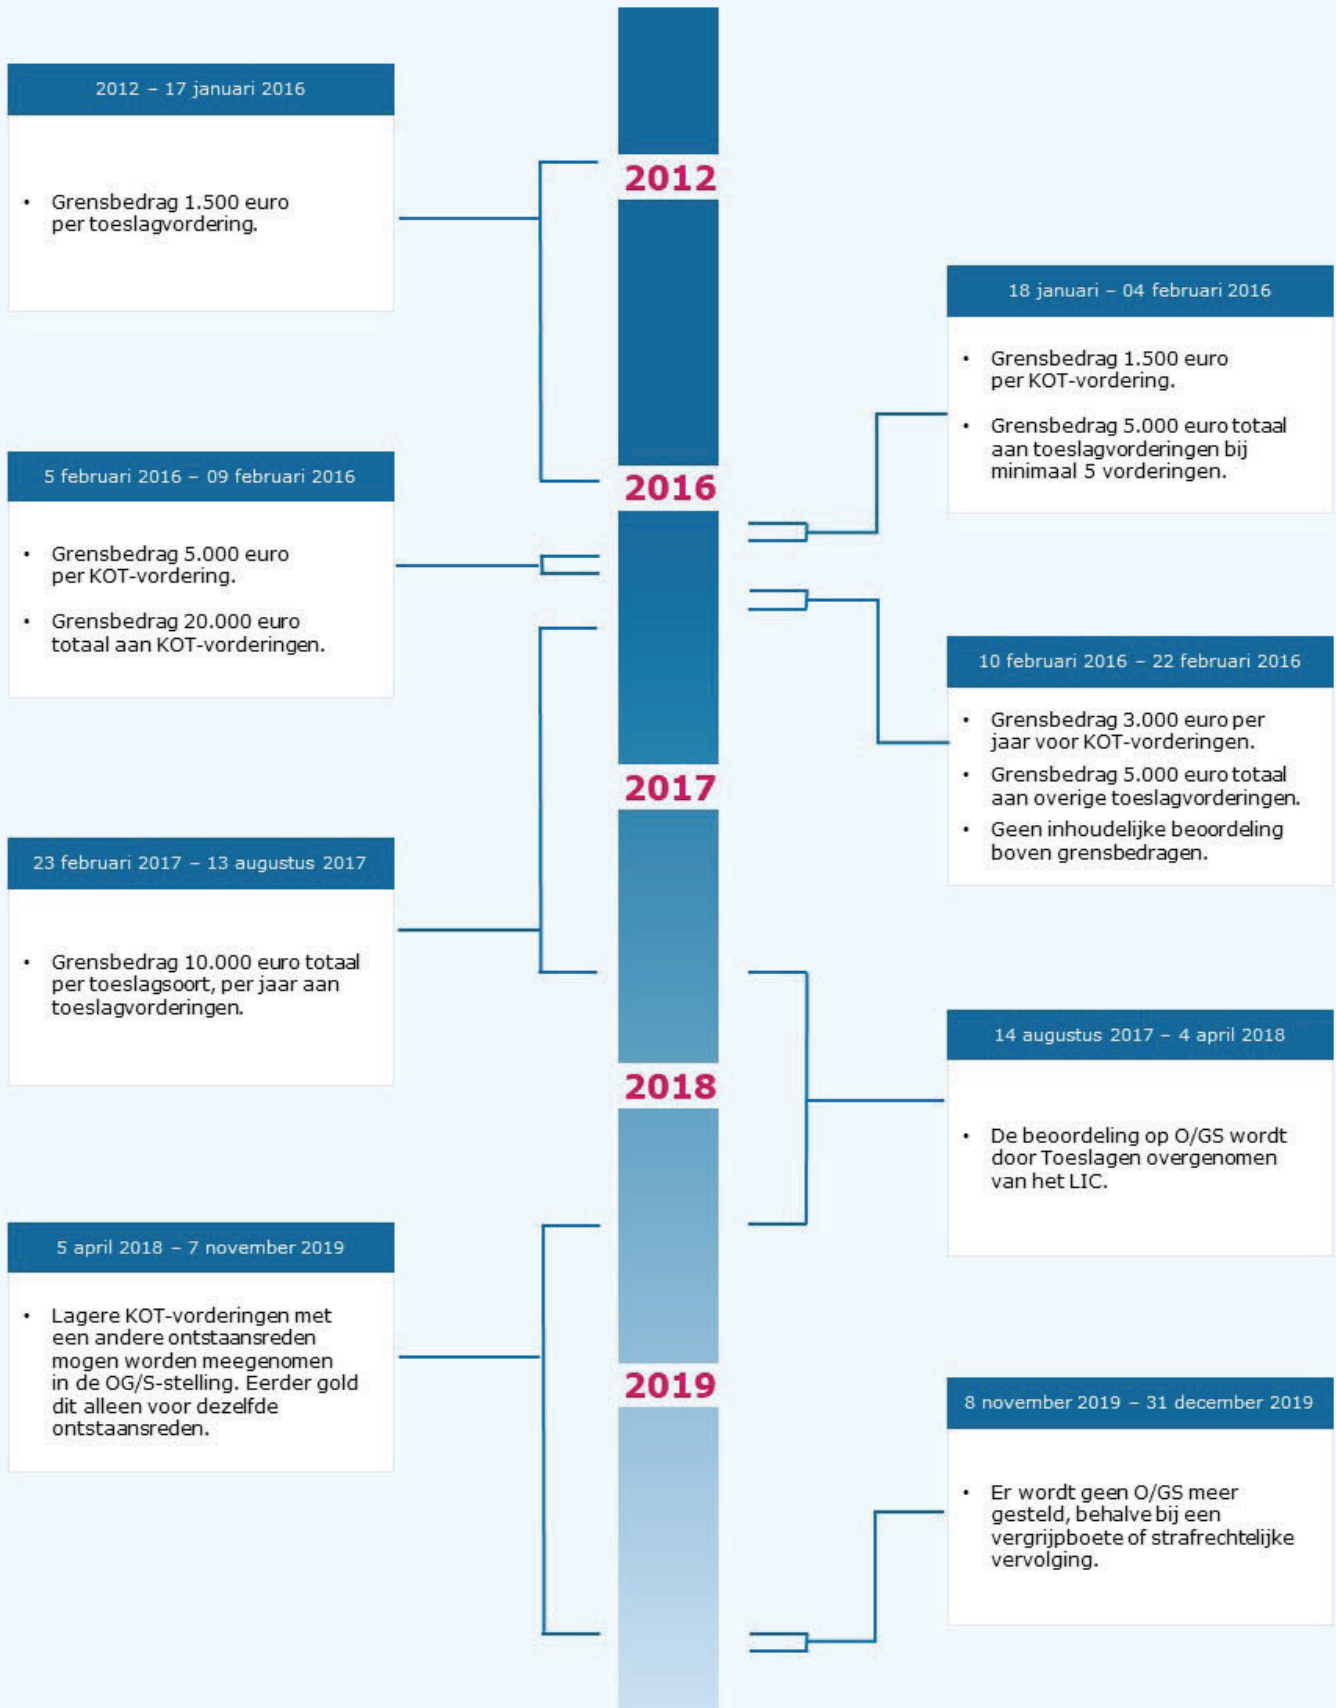 2012 – 17 januari 2016
• Grensbedrag 1.500 euro
per toeslagvordering.
2012
18 januari – 04 februari 2016
• Grensbedrag 1.500 euro
per KOT-vordering.
• Grensbedrag 5.000 euro totaal
aan toeslagvorderingen bij
minimaal 5 vorderingen.
2016
5 februari 2016 – 09 februari 2016
• Grensbedrag 5.000 euro
per KOT-vordering.
• Grensbedrag 20.000 euro
totaal aan KOT-vorderingen.
10 februari 2016 – 22 februari 2016
• Grensbedrag 3.000 euro per
jaar voor KOT-vorderingen.
• Grensbedrag 5.000 euro totaal
aan overige toeslagvorderingen.
• Geen inhoudelijke beoordeling
boven grensbedragen.
2017
23 februari 2017 – 13 augustus 2017
• Grensbedrag 10.000 euro totaal
per toeslagsoort, per jaar aan
toeslagvorderingen.
14 augustus 2017 – 4 april 2018
• De beoordeling op O/GS wordt
door Toeslagen overgenomen
van het LIC.
2018
5 april 2018 – 7 november 2019
• Lagere KOT-vorderingen met
een andere ontstaansreden
mogen worden meegenomen
in de OG/S-stelling. Eerder gold
dit alleen voor dezelfde
ontstaansreden.
2019
8 november 2019 – 31 december 2019
• Er wordt geen O/GS meer
gesteld, behalve bij een
vergrijpboete of strafrechtelijke
vervolging.